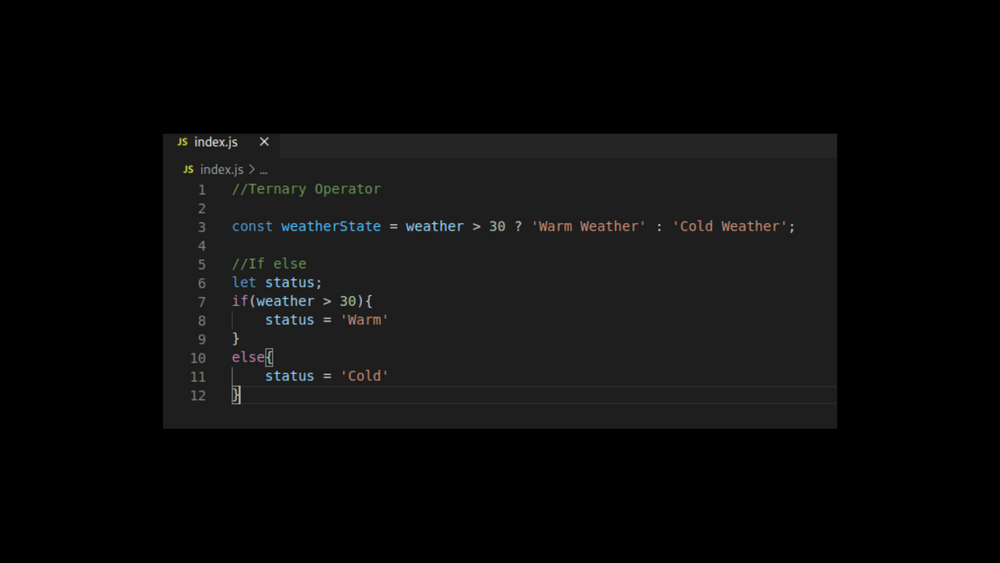 JS index.js ×
JS index.js > ...
1 //Ternary Operator
2
3 const weatherState = weather > 30 ? 'Warm Weather' : 'Cold Weather';
4
5 //If else
6 let status;
7 if(weather > 30){
8     status = 'Warm'
9 }
10 else{
11     status = 'Cold'
12 }